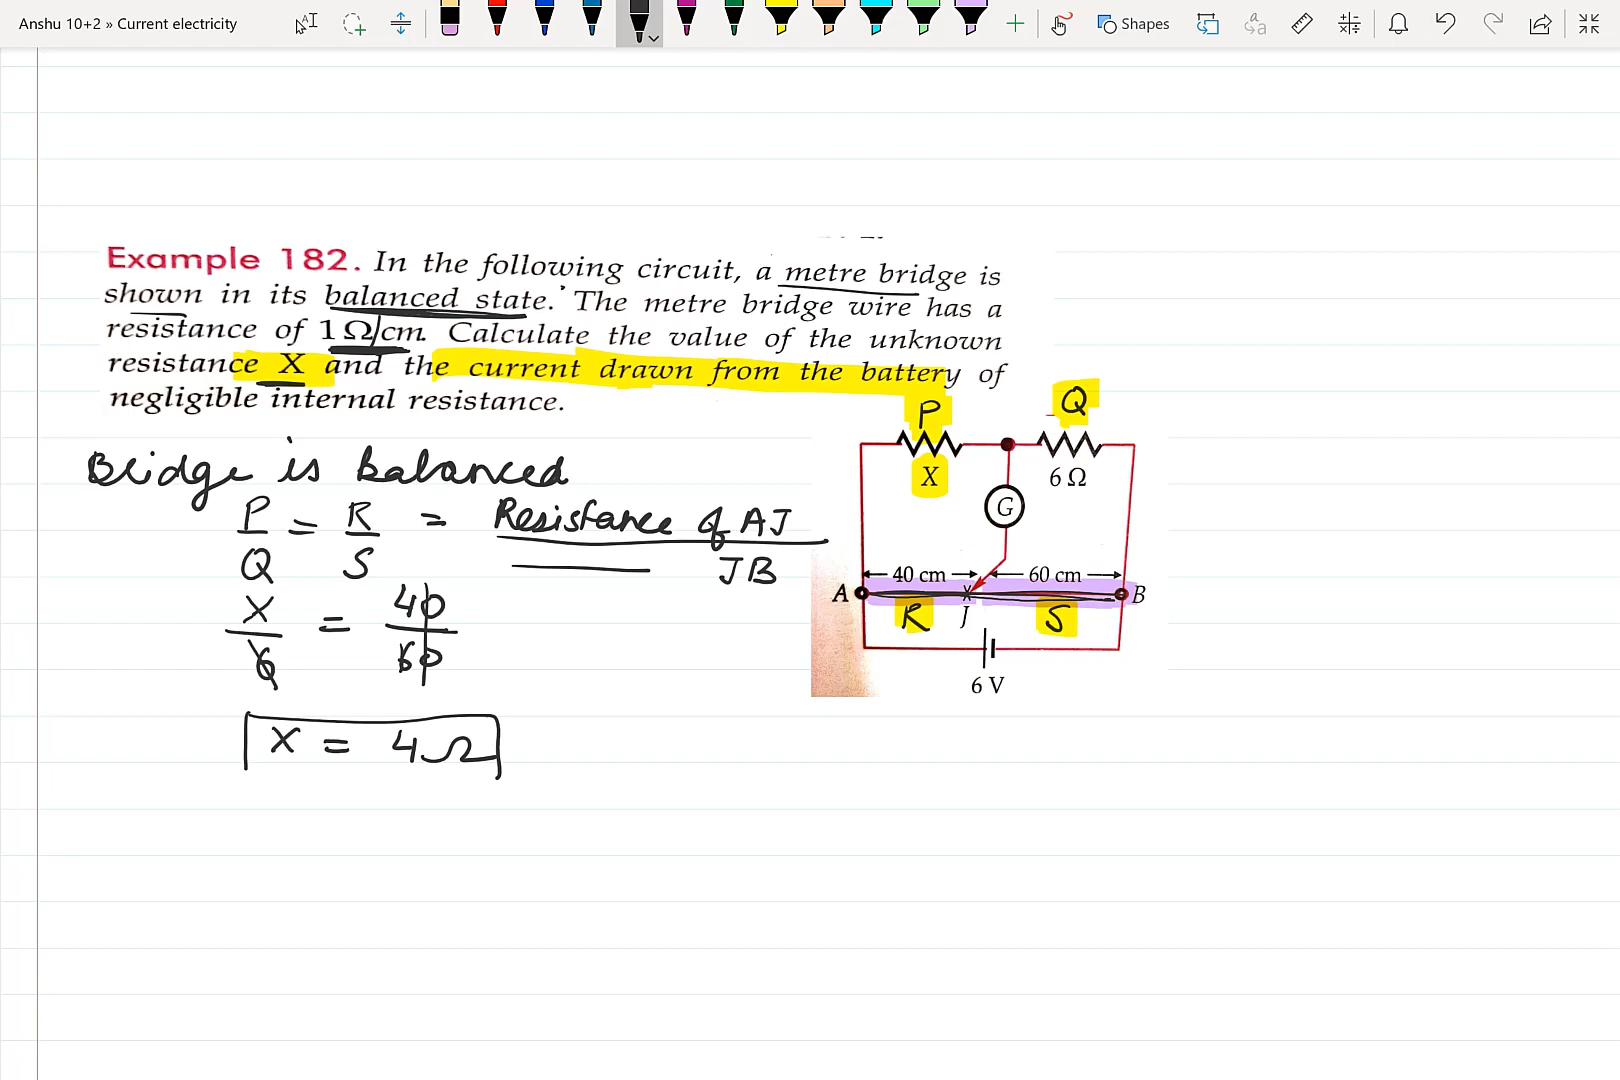 Anshu 10+2 » Current electricity
Shapes
Example 182. In the following circuit, a metre bridge is
shown in its balanced state. The metre bridge wire has a
resistance of 1 Ω/cm. Calculate the value of the unknown
resistance X and the current drawn from the battery of
negligible internal resistance.
P Q
X 6 Ω
G
40 cm 60 cm
A B
R J S
6 V
Bridge is balanced
P/Q = R/S = Resistance of AJ / JB
X/6 = 40/60
X = 4Ω